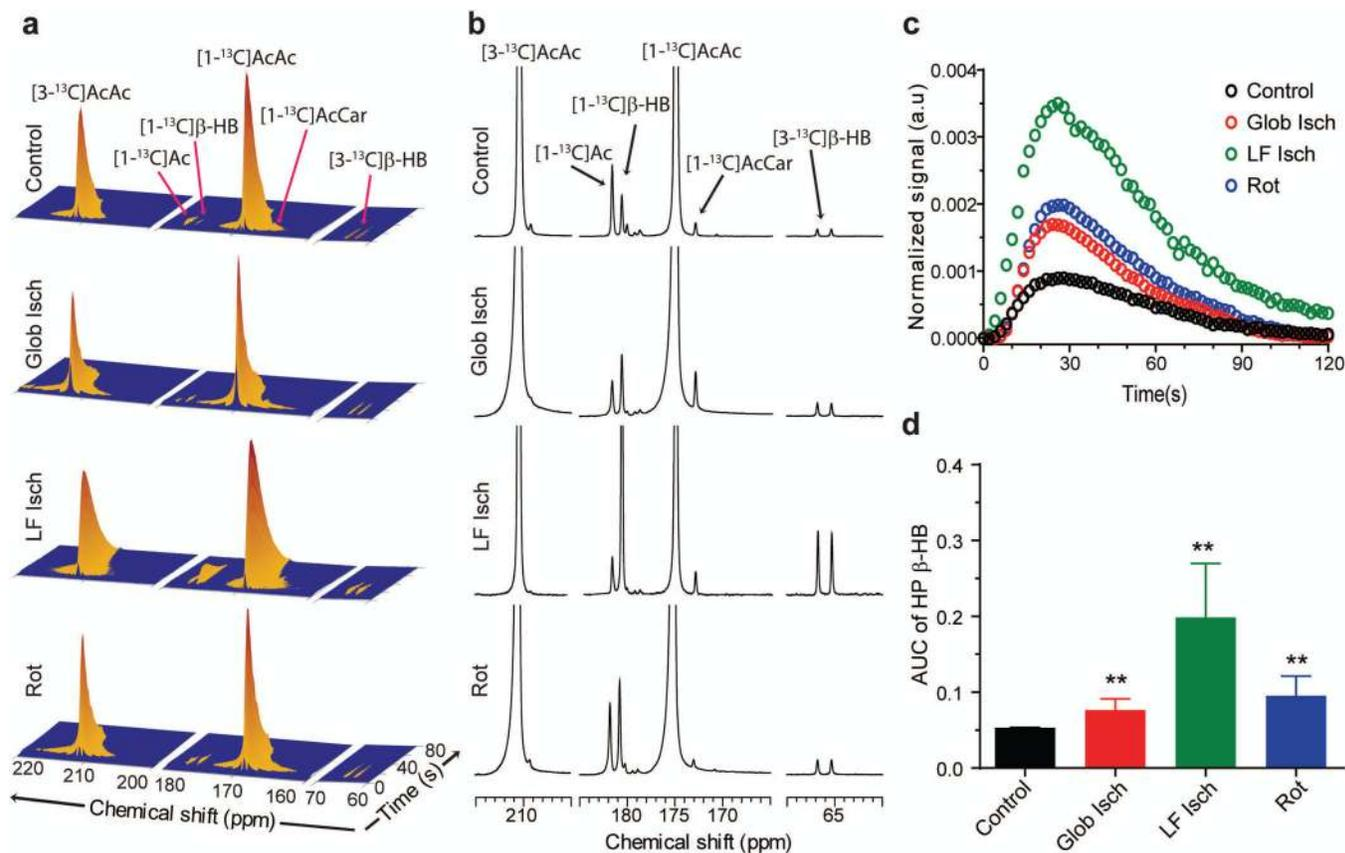 a
[3-¹³C]AcAc
[1-¹³C]AcAc
[1-¹³C]β-HB
[1-¹³C]Ac
[1-¹³C]AcCar
[3-¹³C]β-HB
Control
Glob Isch
LF Isch
Rot
220
210
200
180
170
160
70
60
0
40
80
Time (s)
Chemical shift (ppm)
b
[3-¹³C]AcAc
[1-¹³C]AcAc
[1-¹³C]β-HB
[1-¹³C]Ac
[3-¹³C]β-HB
[1-¹³C]AcCar
Control
Glob Isch
LF Isch
Rot
210
180
170
65
Chemical shift (ppm)
c
Normalized signal (a.u)
0.004
0.003
0.002
0.001
0.000
0
30
60
90
120
Time(s)
Control
Glob Isch
LF Isch
Rot
d
AUC of HP β-HB
0.4
0.3
0.2
0.1
0.0
**
**
**
Control
Glob Isch
LF Isch
Rot